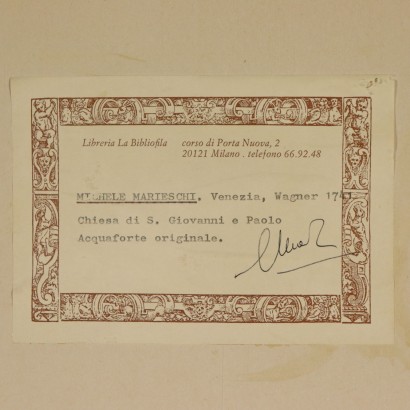 Libreria La Bibliofila corso di Porta Nuova, 2
20121 Milano . telefono 66.92.48
MICHELE MARIESCHI. Venezia, Wagner 1741
Chiesa di S. Giovanni e Paolo
Acquaforte originale.